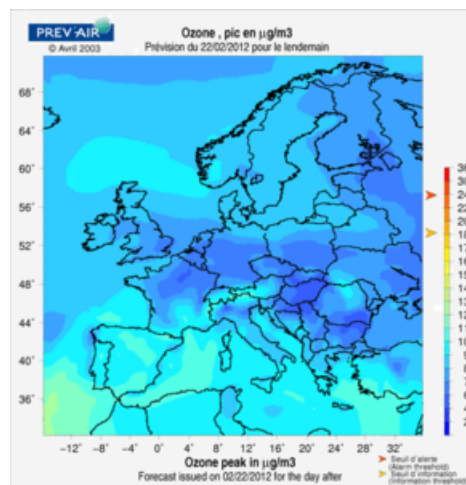 PREV'AIR
© Avril 2003
Ozone , pic en µg/m3
Prévision du 22/02/2012 pour le lendemain
68°
64°
60°
56°
52°
48°
44°
40°
36°
−12° −8° −4° 0° 4° 8° 12° 16° 20° 24° 28° 32°
Ozone peak in µg/m3
Forecast issued on 02/22/2012 for the day after
Seuil d'alerte
(Alarm threshold)
Seuil d'information
(Information threshold)